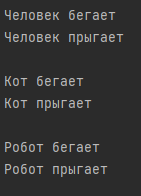 Человек бегает
Человек прыгает
Кот бегает
Кот прыгает
Робот бегает
Робот прыгает